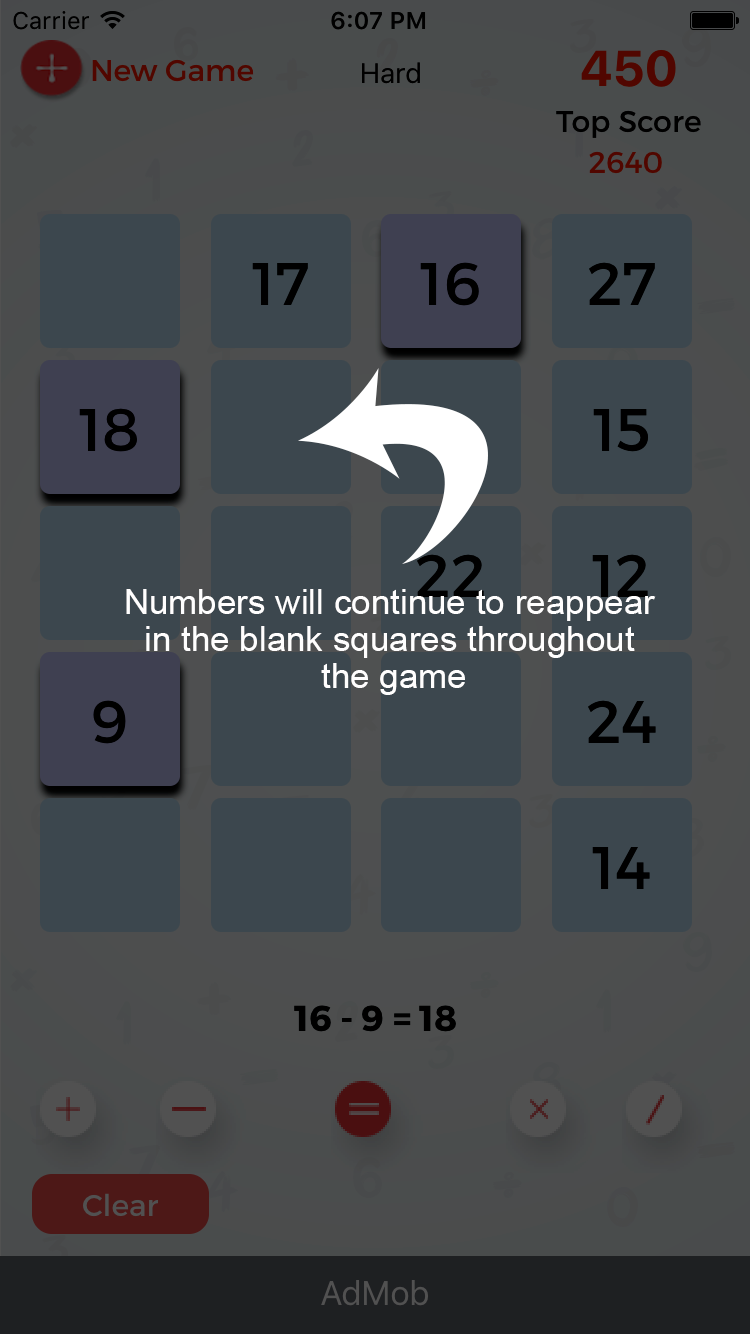 Carrier 6:07 PM
New Game Hard 450
Top Score
2640
17 16 27
18 15
22 12
Numbers will continue to reappear
in the blank squares throughout
the game
9 24
14
16 - 9 = 18
+ — = × /
Clear
AdMob